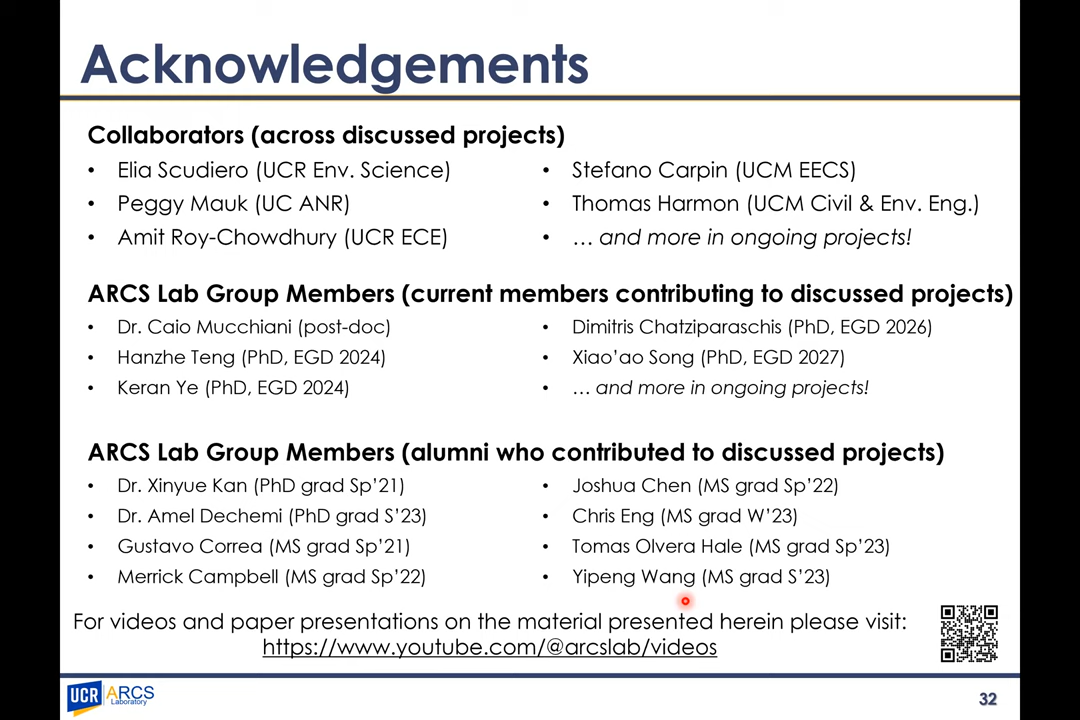 Acknowledgements
Collaborators (across discussed projects)
• Elia Scudiero (UCR Env. Science)
• Peggy Mauk (UC ANR)
• Amit Roy-Chowdhury (UCR ECE)
• Stefano Carpin (UCM EECS)
• Thomas Harmon (UCM Civil & Env. Eng.)
• … and more in ongoing projects!
ARCS Lab Group Members (current members contributing to discussed projects)
• Dr. Caio Mucchiani (post-doc)
• Hanzhe Teng (PhD, EGD 2024)
• Keran Ye (PhD, EGD 2024)
• Dimitris Chatziparaschis (PhD, EGD 2026)
• Xiao’ao Song (PhD, EGD 2027)
• … and more in ongoing projects!
ARCS Lab Group Members (alumni who contributed to discussed projects)
• Dr. Xinyue Kan (PhD grad Sp’21)
• Dr. Amel Dechemi (PhD grad S’23)
• Gustavo Correa (MS grad Sp’21)
• Merrick Campbell (MS grad Sp’22)
• Joshua Chen (MS grad Sp’22)
• Chris Eng (MS grad W’23)
• Tomas Olvera Hale (MS grad Sp’23)
• Yipeng Wang (MS grad S’23)
For videos and paper presentations on the material presented herein please visit:
https://www.youtube.com/@arcslab/videos
UCR ARCS
Laboratory
32